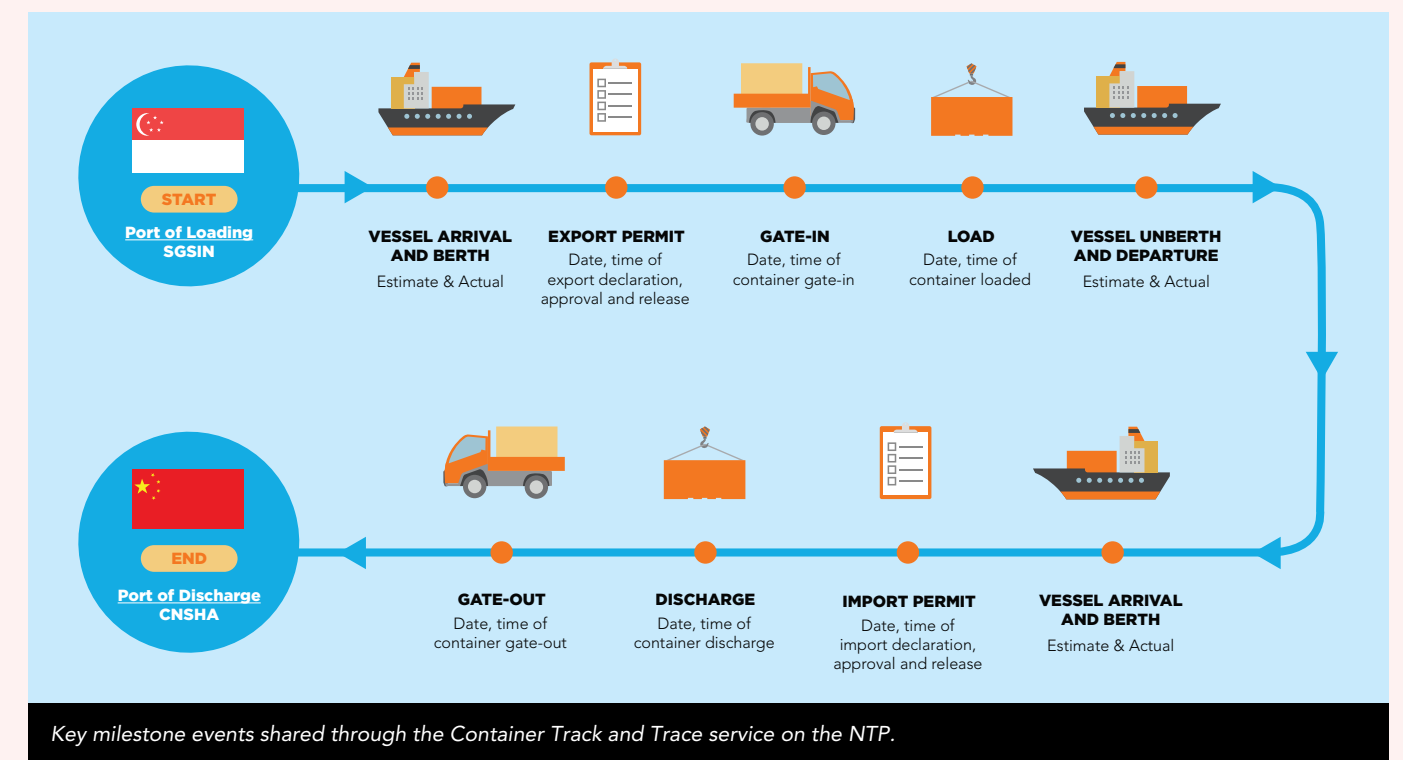 START
Port of Loading
SGSIN
VESSEL ARRIVAL
AND BERTH
Estimate & Actual
EXPORT PERMIT
Date, time of
export declaration,
approval and release
GATE-IN
Date, time of
container gate-in
LOAD
Date, time of
container loaded
VESSEL UNBERTH
AND DEPARTURE
Estimate & Actual
VESSEL ARRIVAL
AND BERTH
Estimate & Actual
IMPORT PERMIT
Date, time of
import declaration,
approval and release
DISCHARGE
Date, time of
container discharge
GATE-OUT
Date, time of
container gate-out
END
Port of Discharge
CNSHA
Key milestone events shared through the Container Track and Trace service on the NTP.